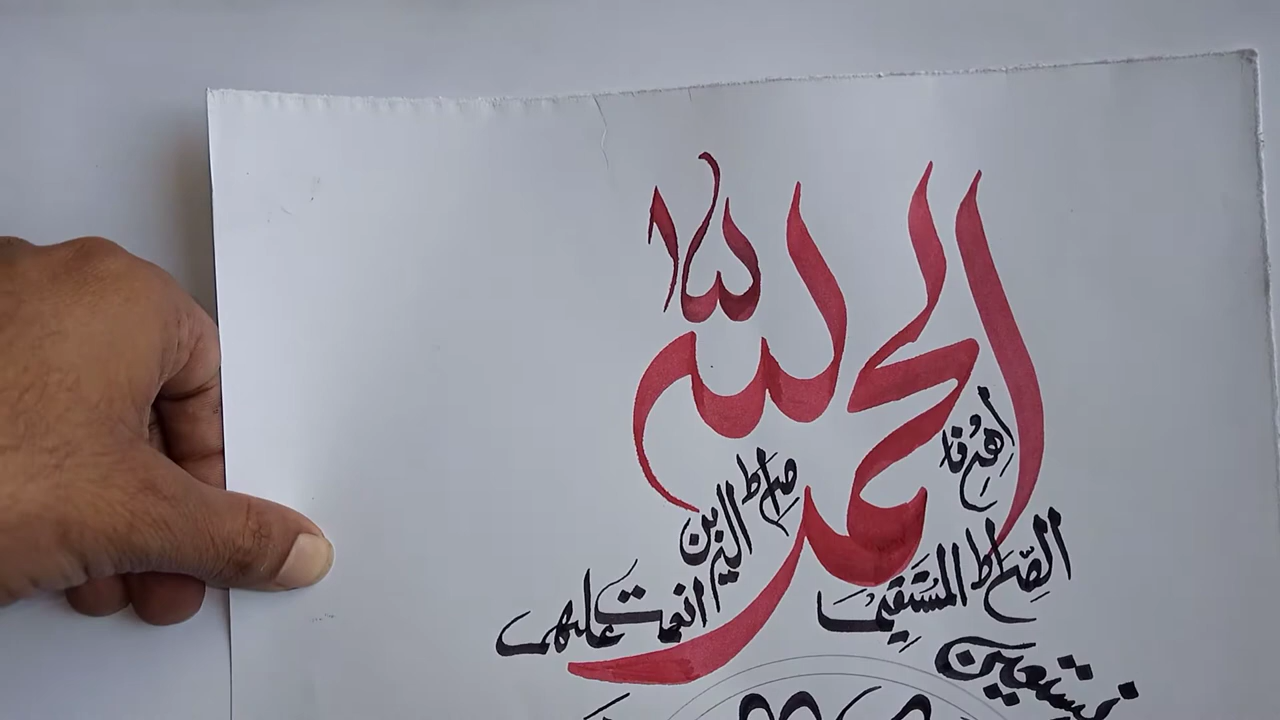 الحمد لله
اهدنا
الصراط المستقيم
صراط الذين
انعمت عليهم
نستعين